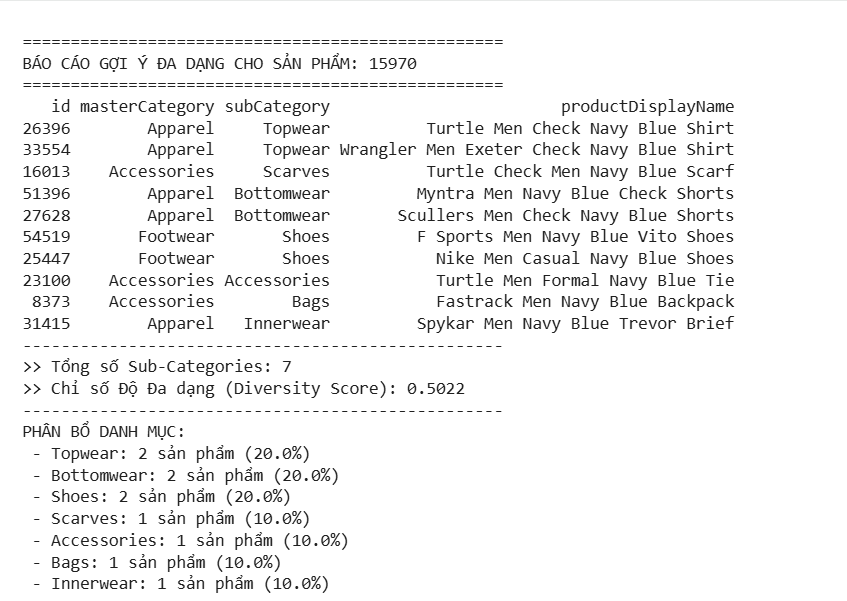 ==================================================
BÁO CÁO GỢI Ý ĐA DẠNG CHO SẢN PHẨM: 15970
==================================================
   id masterCategory subCategory                        productDisplayName
26396        Apparel     Topwear          Turtle Men Check Navy Blue Shirt
33554        Apparel     Topwear Wrangler Men Exeter Check Navy Blue Shirt
16013    Accessories     Scarves          Turtle Check Men Navy Blue Scarf
51396        Apparel  Bottomwear         Myntra Men Navy Blue Check Shorts
27628        Apparel  Bottomwear       Scullers Men Check Navy Blue Shorts
54519       Footwear       Shoes         F Sports Men Navy Blue Vito Shoes
25447       Footwear       Shoes           Nike Men Casual Navy Blue Shoes
23100    Accessories Accessories           Turtle Men Formal Navy Blue Tie
 8373    Accessories        Bags           Fastrack Men Navy Blue Backpack
31415        Apparel   Innerwear         Spykar Men Navy Blue Trevor Brief
--------------------------------------------------
>> Tổng số Sub-Categories: 7
>> Chỉ số Độ Đa dạng (Diversity Score): 0.5022
--------------------------------------------------
PHÂN BỔ DANH MỤC:
 - Topwear: 2 sản phẩm (20.0%)
 - Bottomwear: 2 sản phẩm (20.0%)
 - Shoes: 2 sản phẩm (20.0%)
 - Scarves: 1 sản phẩm (10.0%)
 - Accessories: 1 sản phẩm (10.0%)
 - Bags: 1 sản phẩm (10.0%)
 - Innerwear: 1 sản phẩm (10.0%)